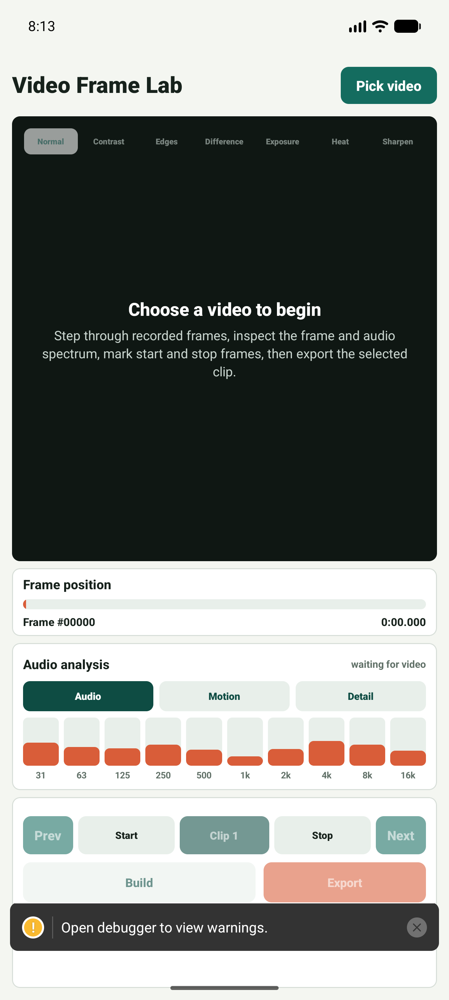 8:13
Video Frame Lab
Pick video
Normal Contrast Edges Difference Exposure Heat Sharpen
Choose a video to begin
Step through recorded frames, inspect the frame and audio
spectrum, mark start and stop frames, then export the selected
clip.
Frame position
Frame #00000 0:00.000
Audio analysis waiting for video
Audio Motion Detail
31 63 125 250 500 1k 2k 4k 8k 16k
Prev Start Clip 1 Stop Next
Build Export
! Open debugger to view warnings.